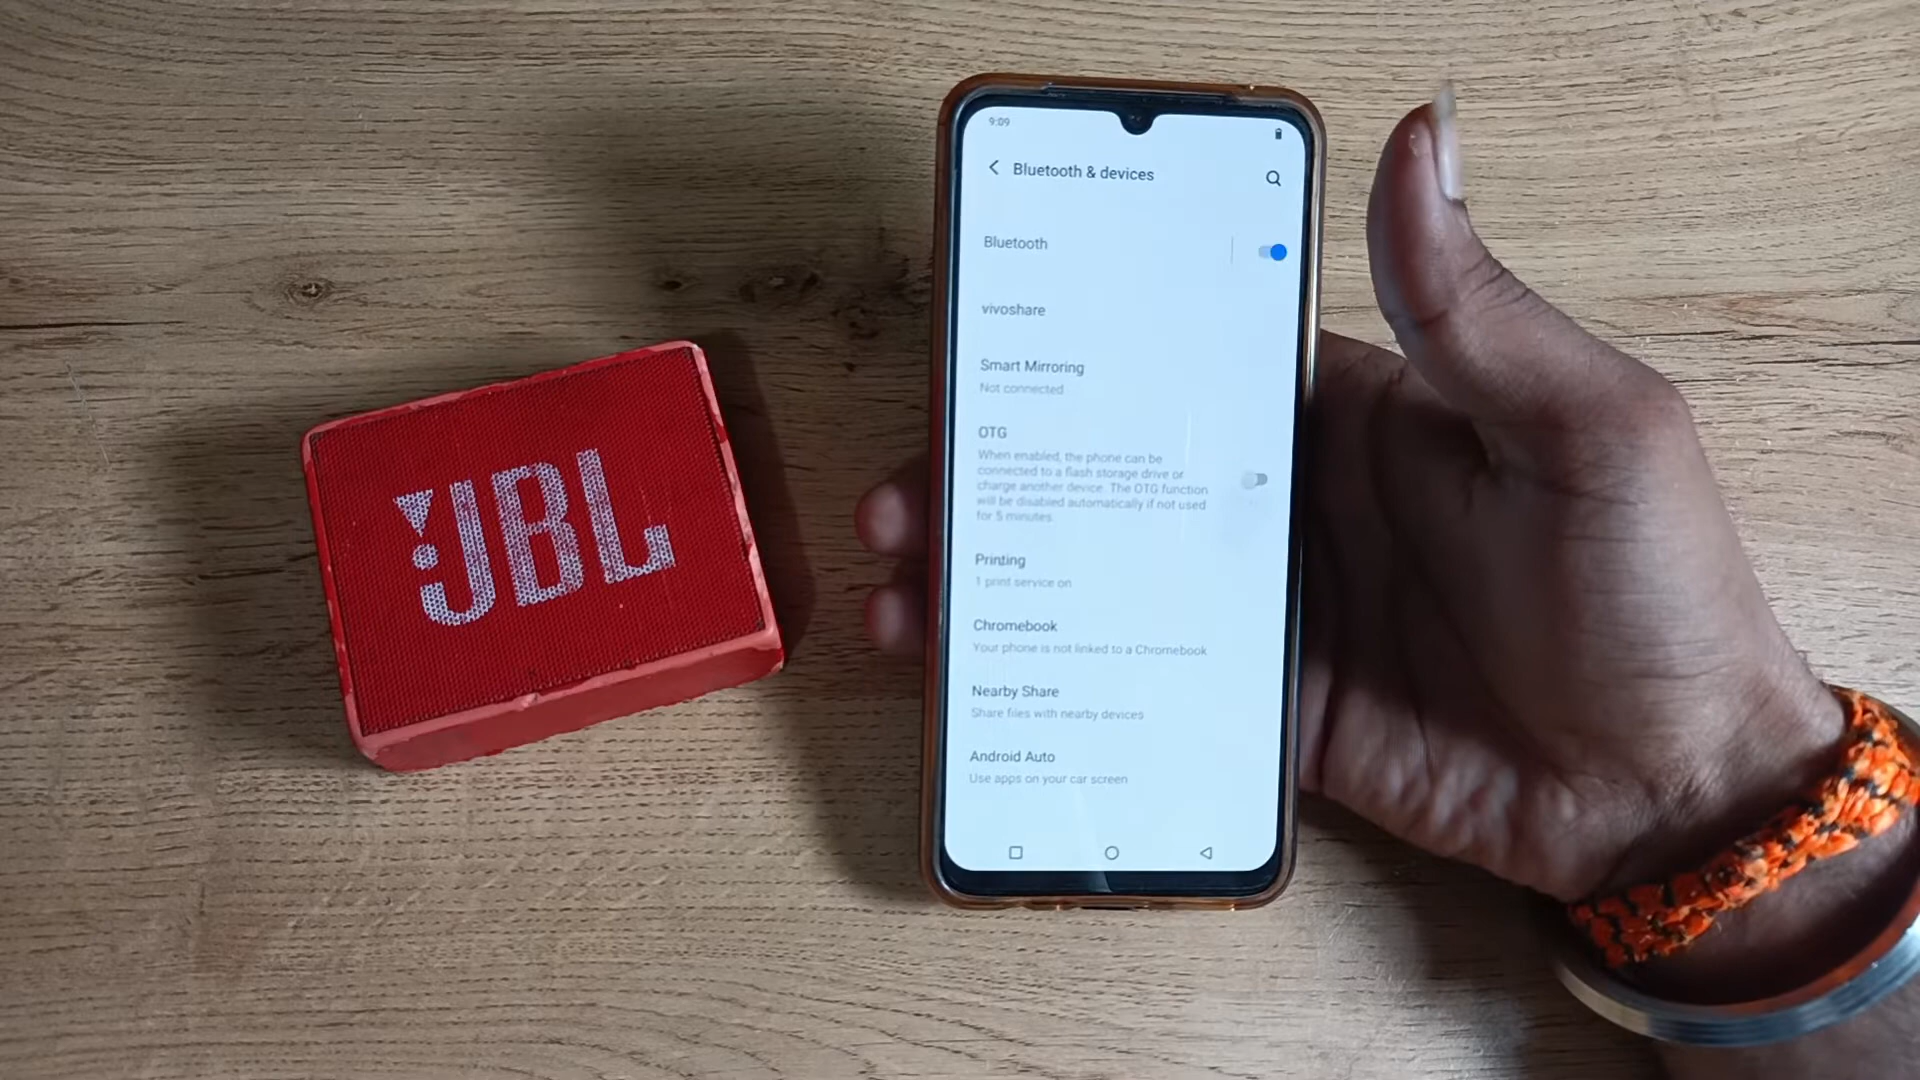 JBL
9:09
Bluetooth & devices
Bluetooth
vivoshare
Smart Mirroring
Not connected
OTG
When enabled, the phone can be
connected to a flash storage drive or
charge another device. The OTG function
will be disabled automatically if not used
for 5 minutes.
Printing
1 print service on
Chromebook
Your phone is not linked to a Chromebook
Nearby Share
Share files with nearby devices
Android Auto
Use apps on your car screen